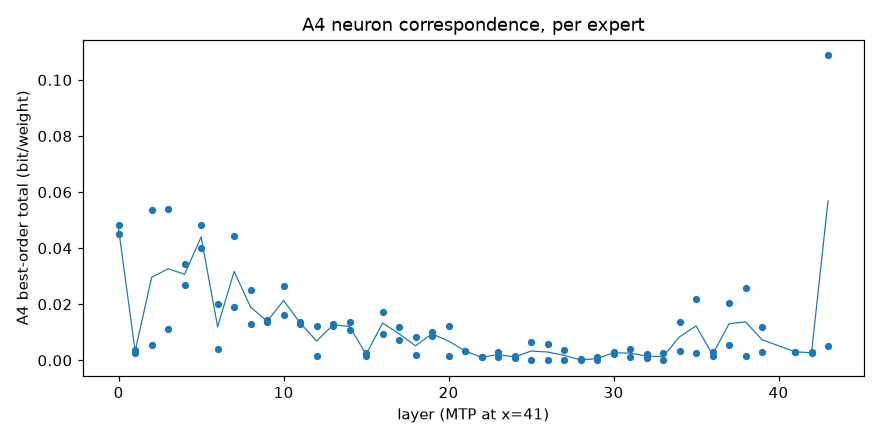 A4 neuron correspondence, per expert
A4 best-order total (bit/weight)
0.10
0.08
0.06
0.04
0.02
0.00
0 10 20 30 40
layer (MTP at x=41)